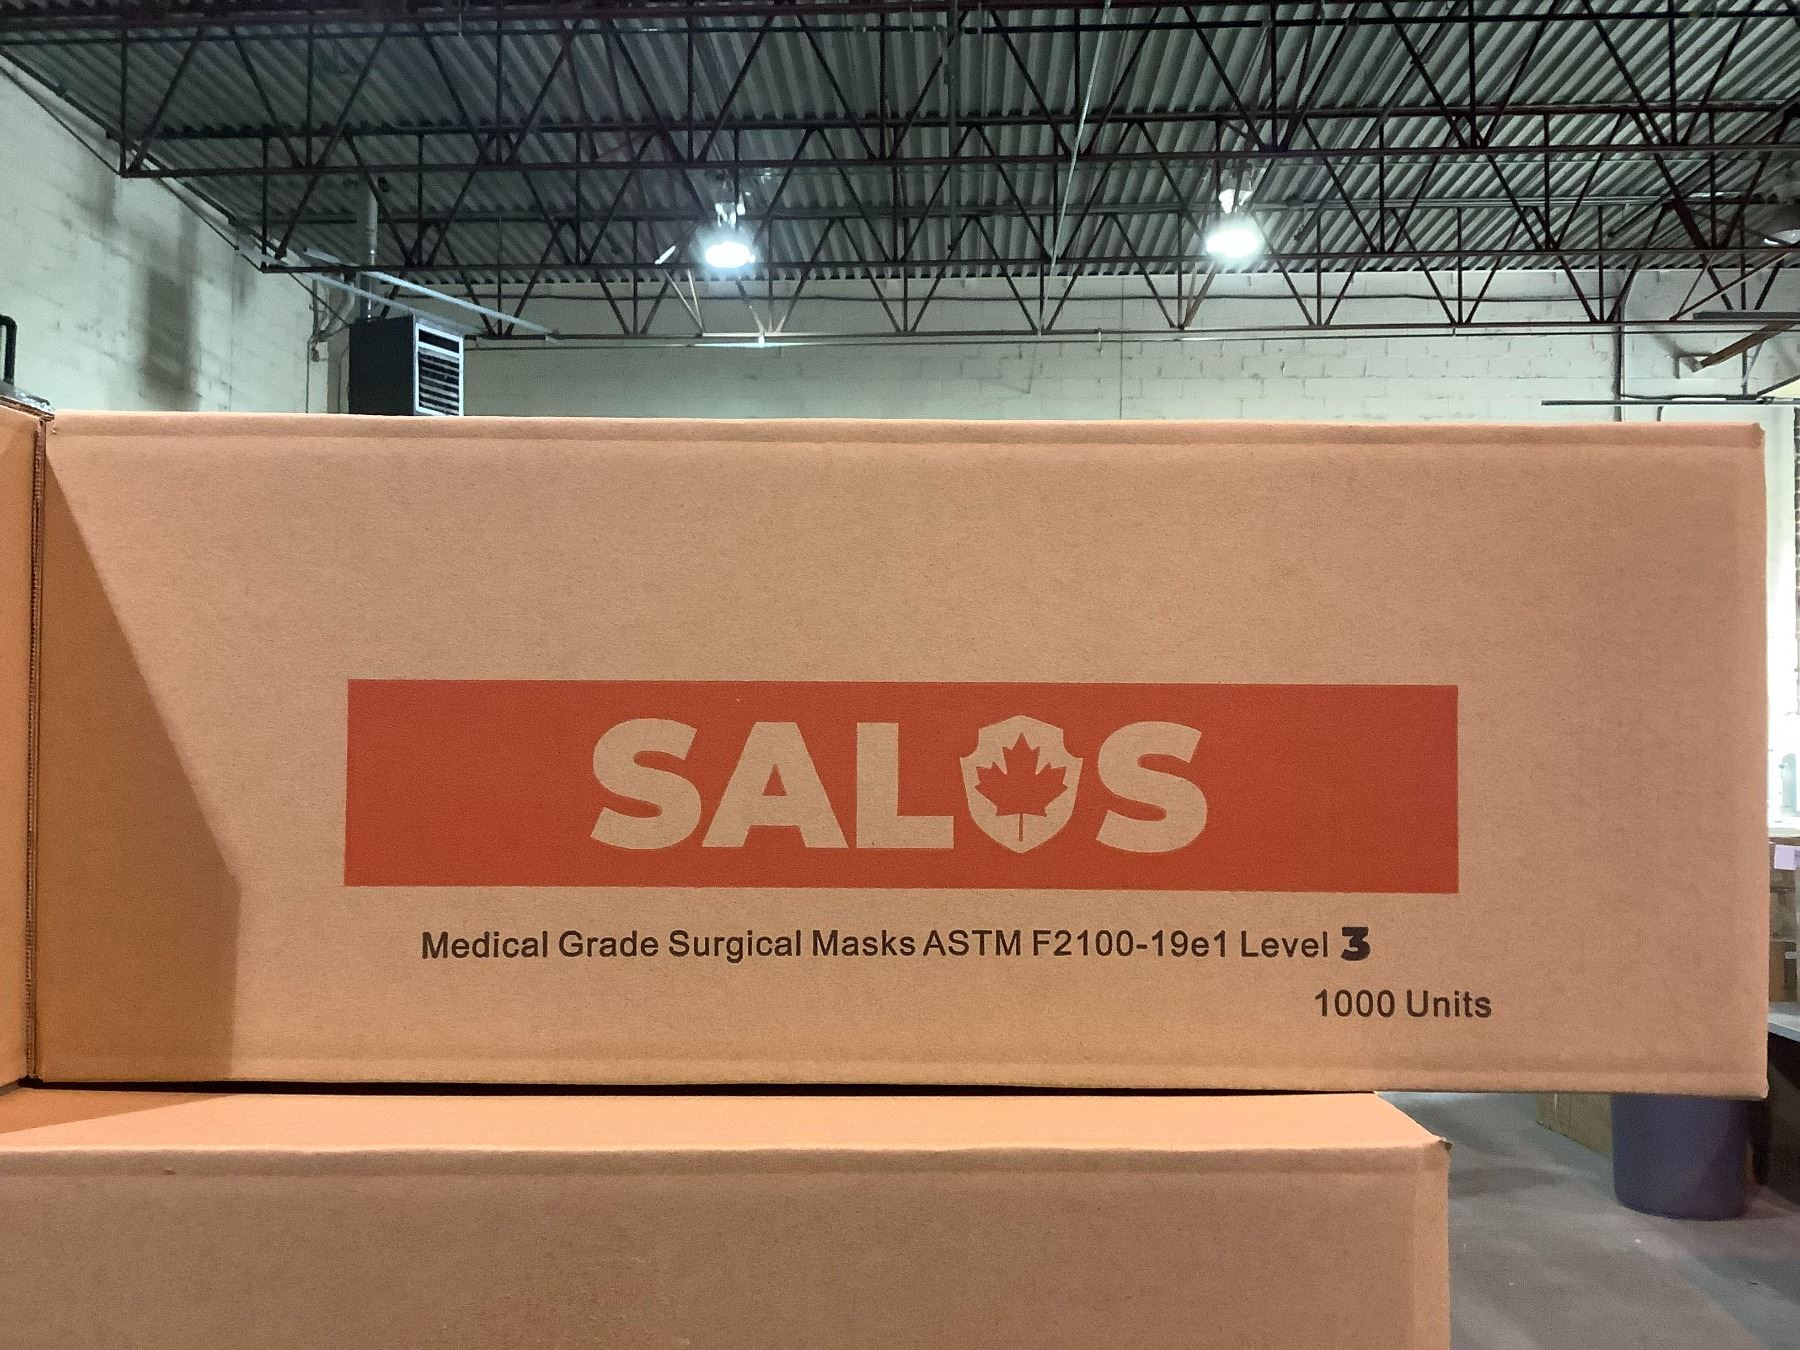 SALOS
Medical Grade Surgical Masks ASTM F2100-19e1 Level 3
1000 Units